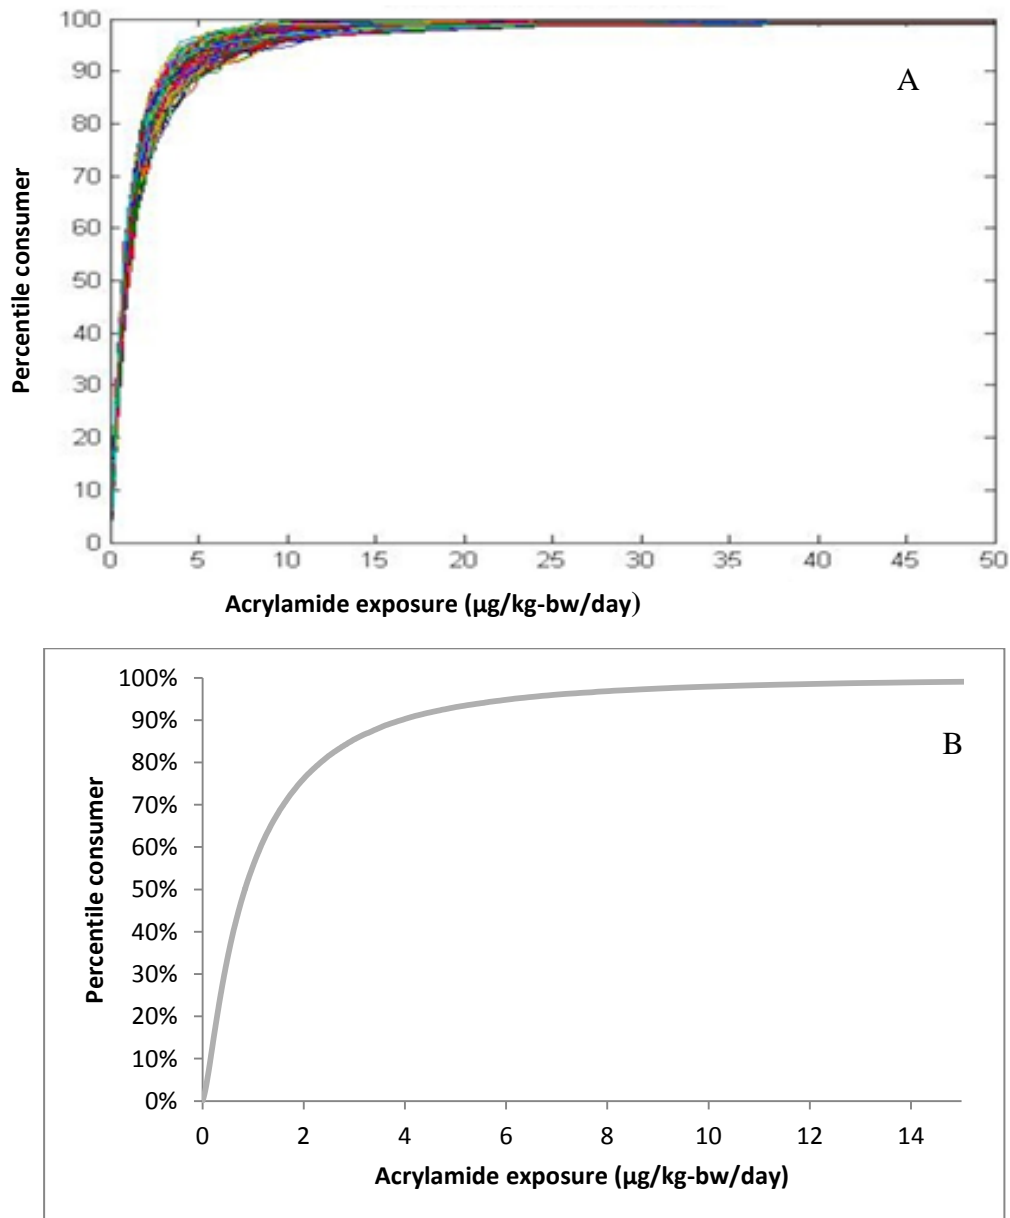 100
90
80
70
60
50
40
30
20
10
0
A
Percentile consumer
0 5 10 15 20 25 30 35 40 45 50
Acrylamide exposure (µg/kg-bw/day)
100%
90%
80%
70%
60%
50%
40%
30%
20%
10%
0%
B
Percentile consumer
0 2 4 6 8 10 12 14
Acrylamide exposure (µg/kg-bw/day)